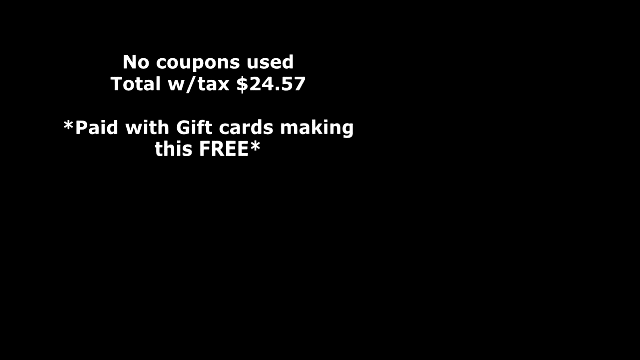 No coupons used
Total w/tax $24.57
*Paid with Gift cards making
this FREE*